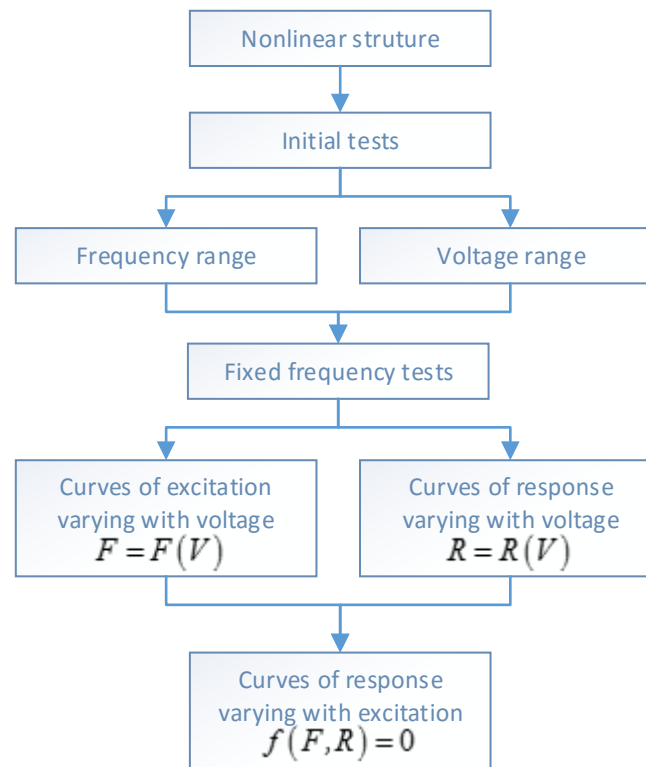 Nonlinear struture
Initial tests
Frequency range
Voltage range
Fixed frequency tests
Curves of excitation
varying with voltage
F = F(V)
Curves of response
varying with voltage
R = R(V)
Curves of response
varying with excitation
f(F,R) = 0